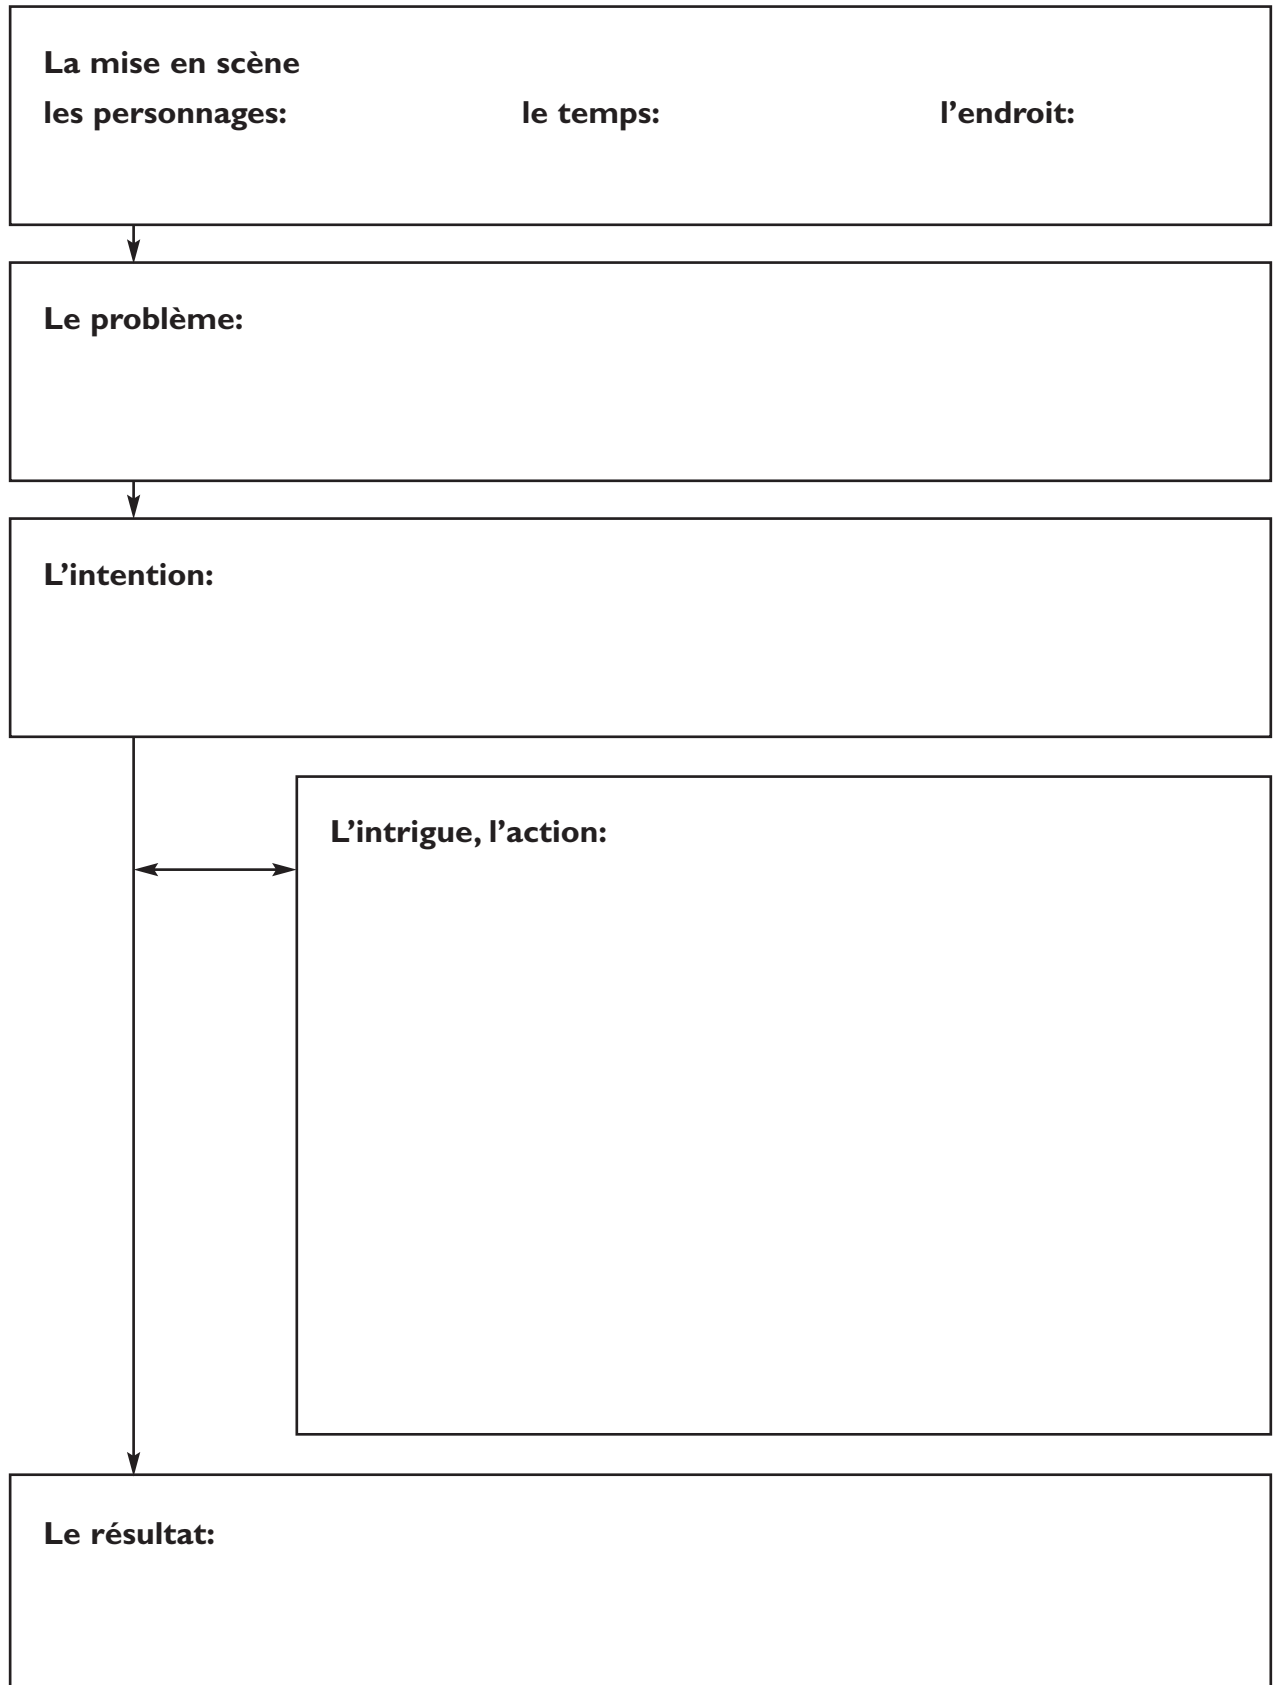 La mise en scène
les personnages: le temps: l’endroit:
Le problème:
L’intention:
L’intrigue, l’action:
Le résultat: